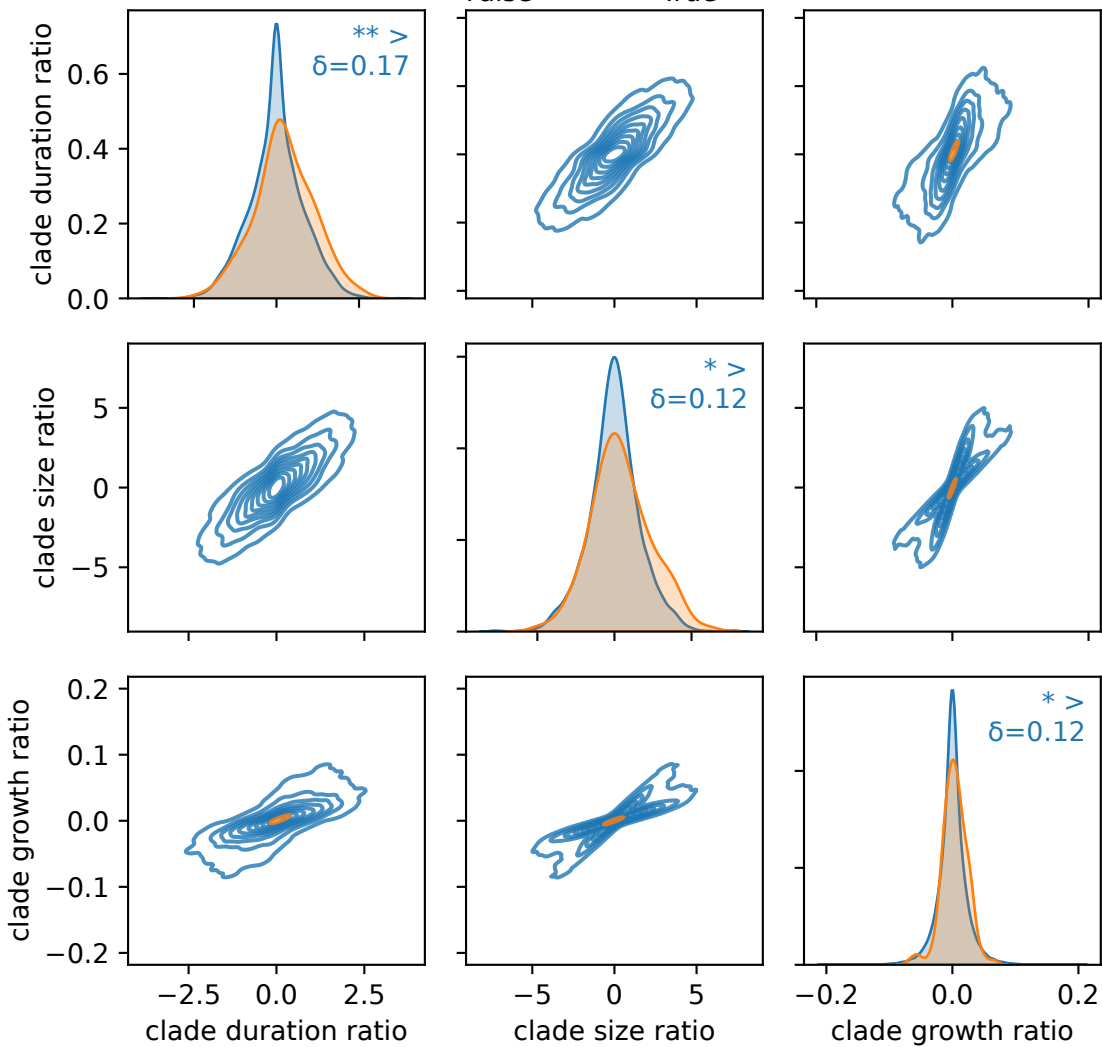 clade duration ratio
0.6
0.4
0.2
0.0
** >
δ=0.17
clade size ratio
5
0
−5
* >
δ=0.12
clade growth ratio
0.2
0.1
0.0
−0.1
−0.2
* >
δ=0.12
−2.5 0.0 2.5
−5 0 5
−0.2 0.0 0.2
clade duration ratio
clade size ratio
clade growth ratio